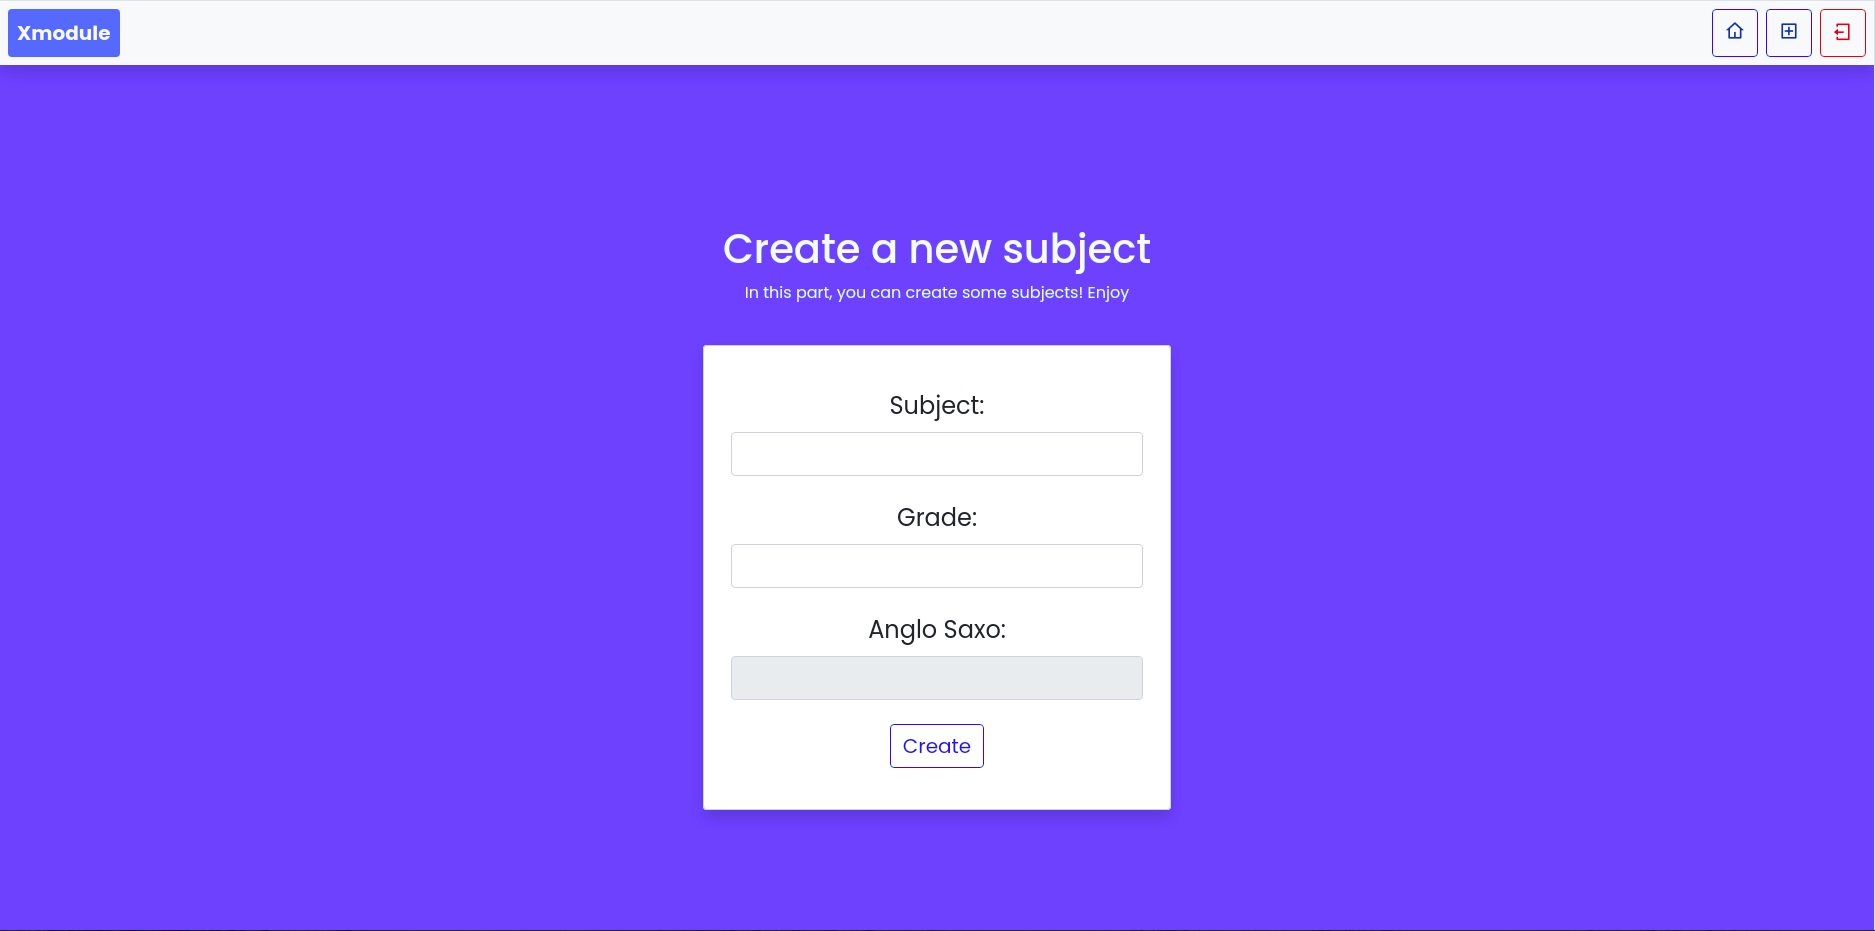 Xmodule
Create a new subject
In this part, you can create some subjects! Enjoy
Subject:
Grade:
Anglo Saxo:
Create